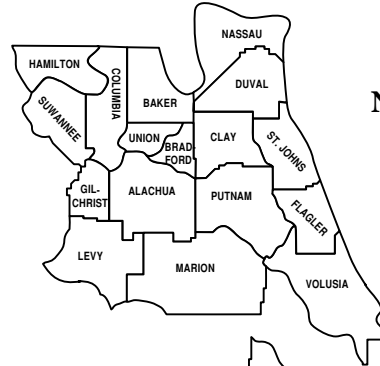 NASSAU
HAMILTON
COLUMBIA
DUVAL
BAKER
N
SUWANNEE
UNION
BRAD-
FORD
CLAY
ST. JOHNS
GIL-
CHRIST
ALACHUA
PUTNAM
FLAGLER
LEVY
MARION
VOLUSIA